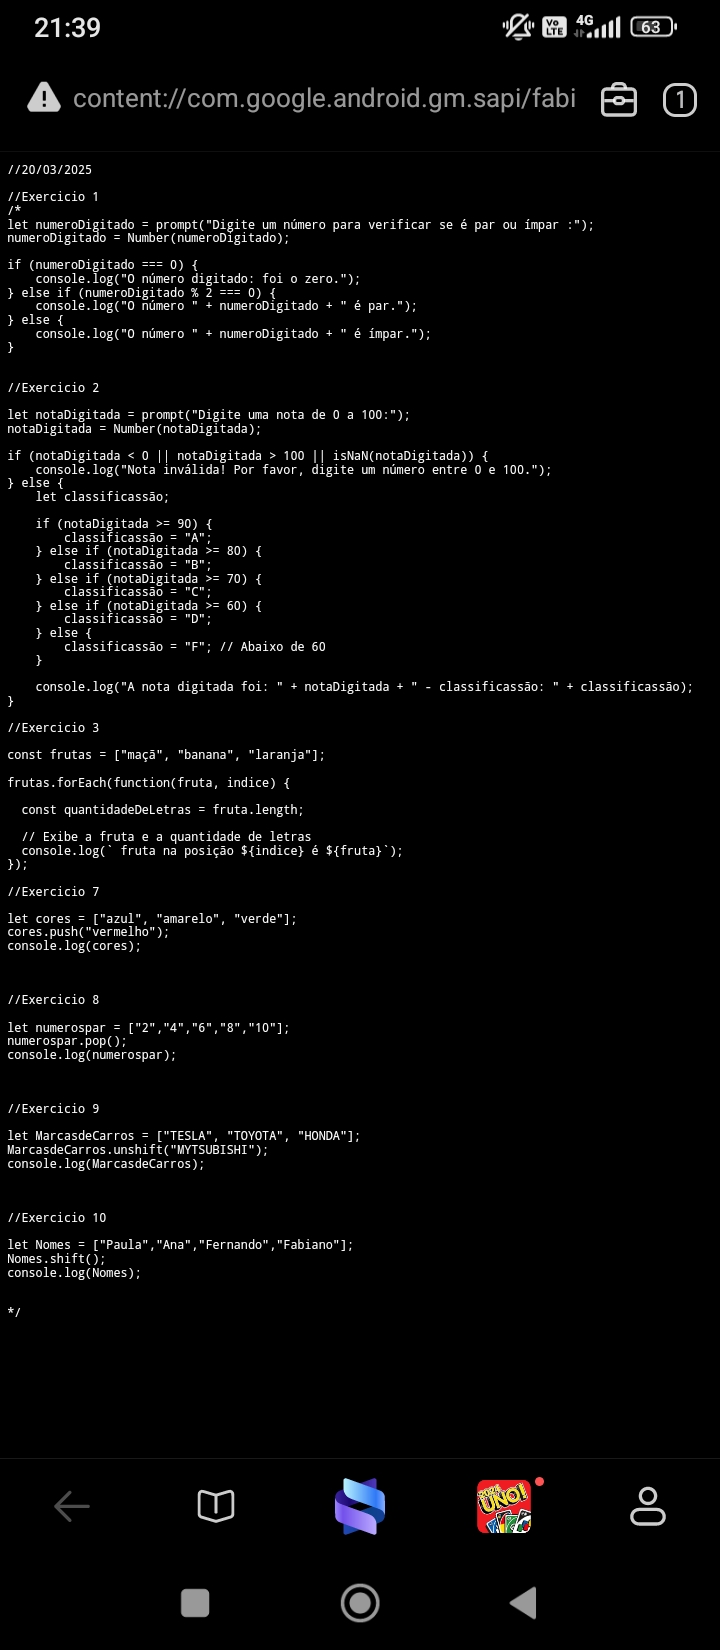 21:39
Vo
LTE
4G
63
content://com.google.android.gm.sapi/fabi
1
//20/03/2025
//Exercicio 1
/*
let numeroDigitado = prompt("Digite um número para verificar se é par ou ímpar :");
numeroDigitado = Number(numeroDigitado);
if (numeroDigitado === 0) {
    console.log("O número digitado: foi o zero.");
} else if (numeroDigitado % 2 === 0) {
    console.log("O número " + numeroDigitado + " é par.");
} else {
    console.log("O número " + numeroDigitado + " é ímpar.");
}
//Exercicio 2
let notaDigitada = prompt("Digite uma nota de 0 a 100:");
notaDigitada = Number(notaDigitada);
if (notaDigitada < 0 || notaDigitada > 100 || isNaN(notaDigitada)) {
    console.log("Nota inválida! Por favor, digite um número entre 0 e 100.");
} else {
    let classificassão;
    if (notaDigitada >= 90) {
        classificassão = "A";
    } else if (notaDigitada >= 80) {
        classificassão = "B";
    } else if (notaDigitada >= 70) {
        classificassão = "C";
    } else if (notaDigitada >= 60) {
        classificassão = "D";
    } else {
        classificassão = "F"; // Abaixo de 60
    }
    console.log("A nota digitada foi: " + notaDigitada + " - classificassão: " + classificassão);
}
//Exercicio 3
const frutas = ["maçã", "banana", "laranja"];
frutas.forEach(function(fruta, indice) {
  const quantidadeDeLetras = fruta.length;
  // Exibe a fruta e a quantidade de letras
  console.log(` fruta na posição ${indice} é ${fruta}`);
});
//Exercicio 7
let cores = ["azul", "amarelo", "verde"];
cores.push("vermelho");
console.log(cores);
//Exercicio 8
let numerospar = ["2","4","6","8","10"];
numerospar.pop();
console.log(numerospar);
//Exercicio 9
let MarcasdeCarros = ["TESLA", "TOYOTA", "HONDA"];
MarcasdeCarros.unshift("MYTSUBISHI");
console.log(MarcasdeCarros);
//Exercicio 10
let Nomes = ["Paula","Ana","Fernando","Fabiano"];
Nomes.shift();
console.log(Nomes);
*/
UNO!